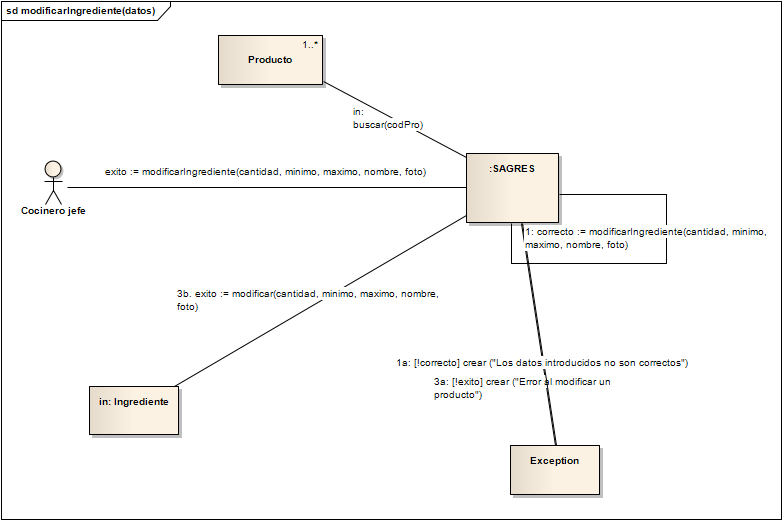 sd modificarIngrediente(datos)
1..*
Producto
in:
buscar(codPro)
:SAGRES
exito := modificarIngrediente(cantidad, minimo, maximo, nombre, foto)
Cocinero jefe
1: correcto := modificarIngrediente(cantidad, minimo,
maximo, nombre, foto)
3b. exito := modificar(cantidad, minimo, maximo, nombre,
foto)
1a: [!correcto] crear ("Los datos introducidos no son correctos")
3a: [!exito] crear ("Error al modificar un
producto")
in: Ingrediente
Exception